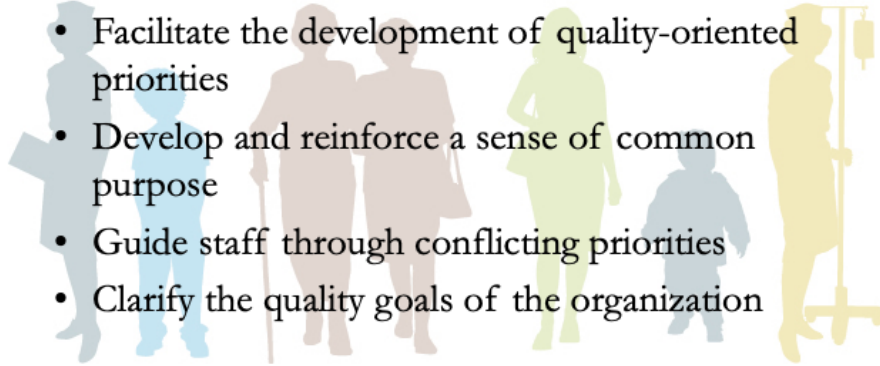 • Facilitate the development of quality-oriented
priorities
• Develop and reinforce a sense of common
purpose
• Guide staff through conflicting priorities
• Clarify the quality goals of the organization